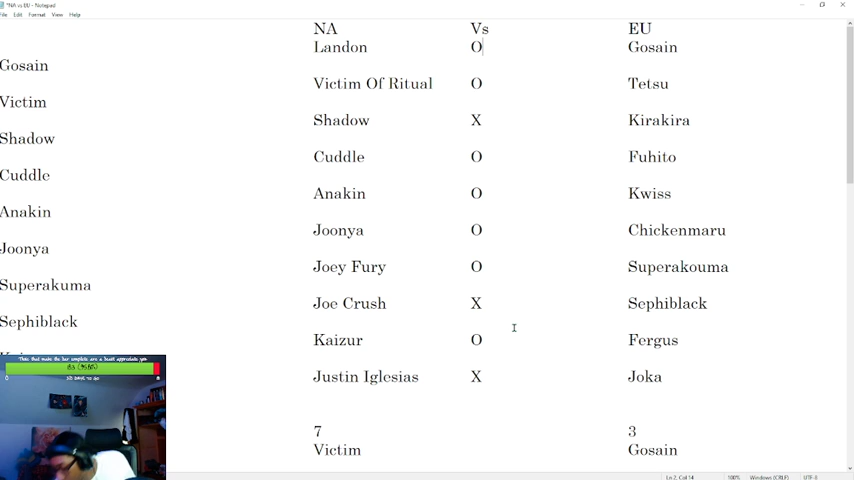 *NA vs EU - Notepad
File Edit Format View Help
NA Vs EU
Landon O Gosain
Gosain
Victim Of Ritual O Tetsu
Victim
Shadow X Kirakira
Shadow
Cuddle O Fuhito
Cuddle
Anakin O Kwiss
Anakin
Joonya O Chickenmaru
Joonya
Joey Fury O Superakouma
Superakuma
Joe Crush X Sephiblack
Sephiblack
Kaizur O Fergus
Justin Iglesias X Joka
7 3
Victim Gosain
Ln 2, Col 14 100% Windows (CRLF) UTF-8